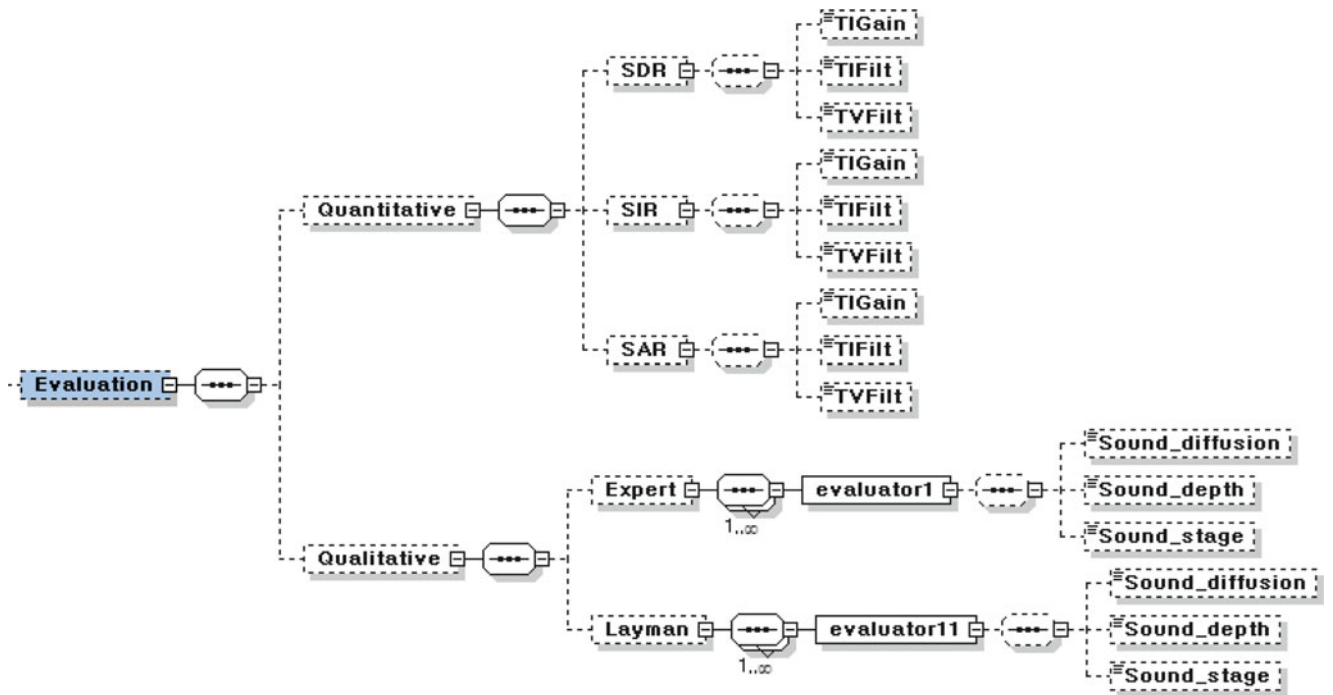 TIGain
SDR
TIFilt
TVFilt
TIGain
Quantitative
SIR
TIFilt
TVFilt
TIGain
SAR
TIFilt
Evaluation
TVFilt
Sound_diffusion
Expert
evaluator1
Sound_depth
1..∞
Sound_stage
Qualitative
Sound_diffusion
Layman
evaluator11
Sound_depth
1..∞
Sound_stage